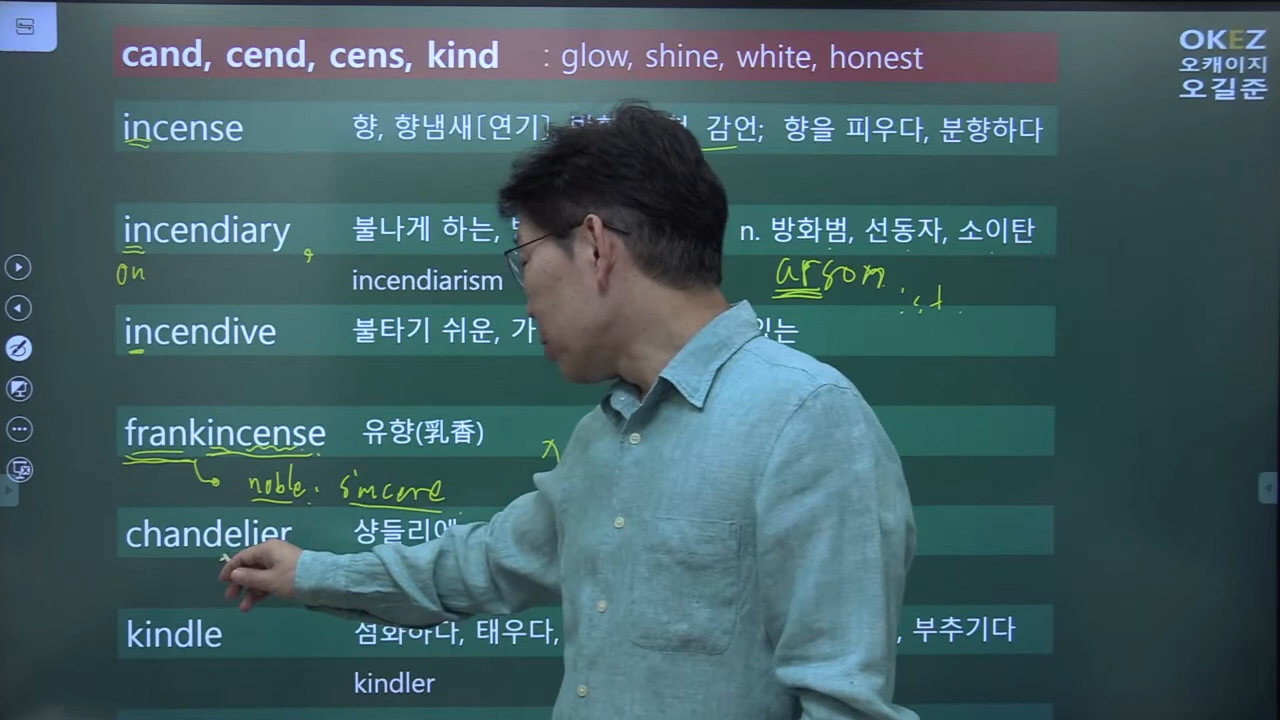 cand, cend, cens, kind : glow, shine, white, honest
OKEZ
오캐이지
오길준
incense 향, 향냄새[연기], 감언; 향을 피우다, 분향하다
incendiary 불나게 하는, n. 방화범, 선동자, 소이탄
on incendiarism arson
ist
incendive 불타기 쉬운, 있는
frankincense 유향(乳香)
noble. sincere
chandelier 샹들리에
kindle 점화하다, 태우다, , 부추기다
kindler